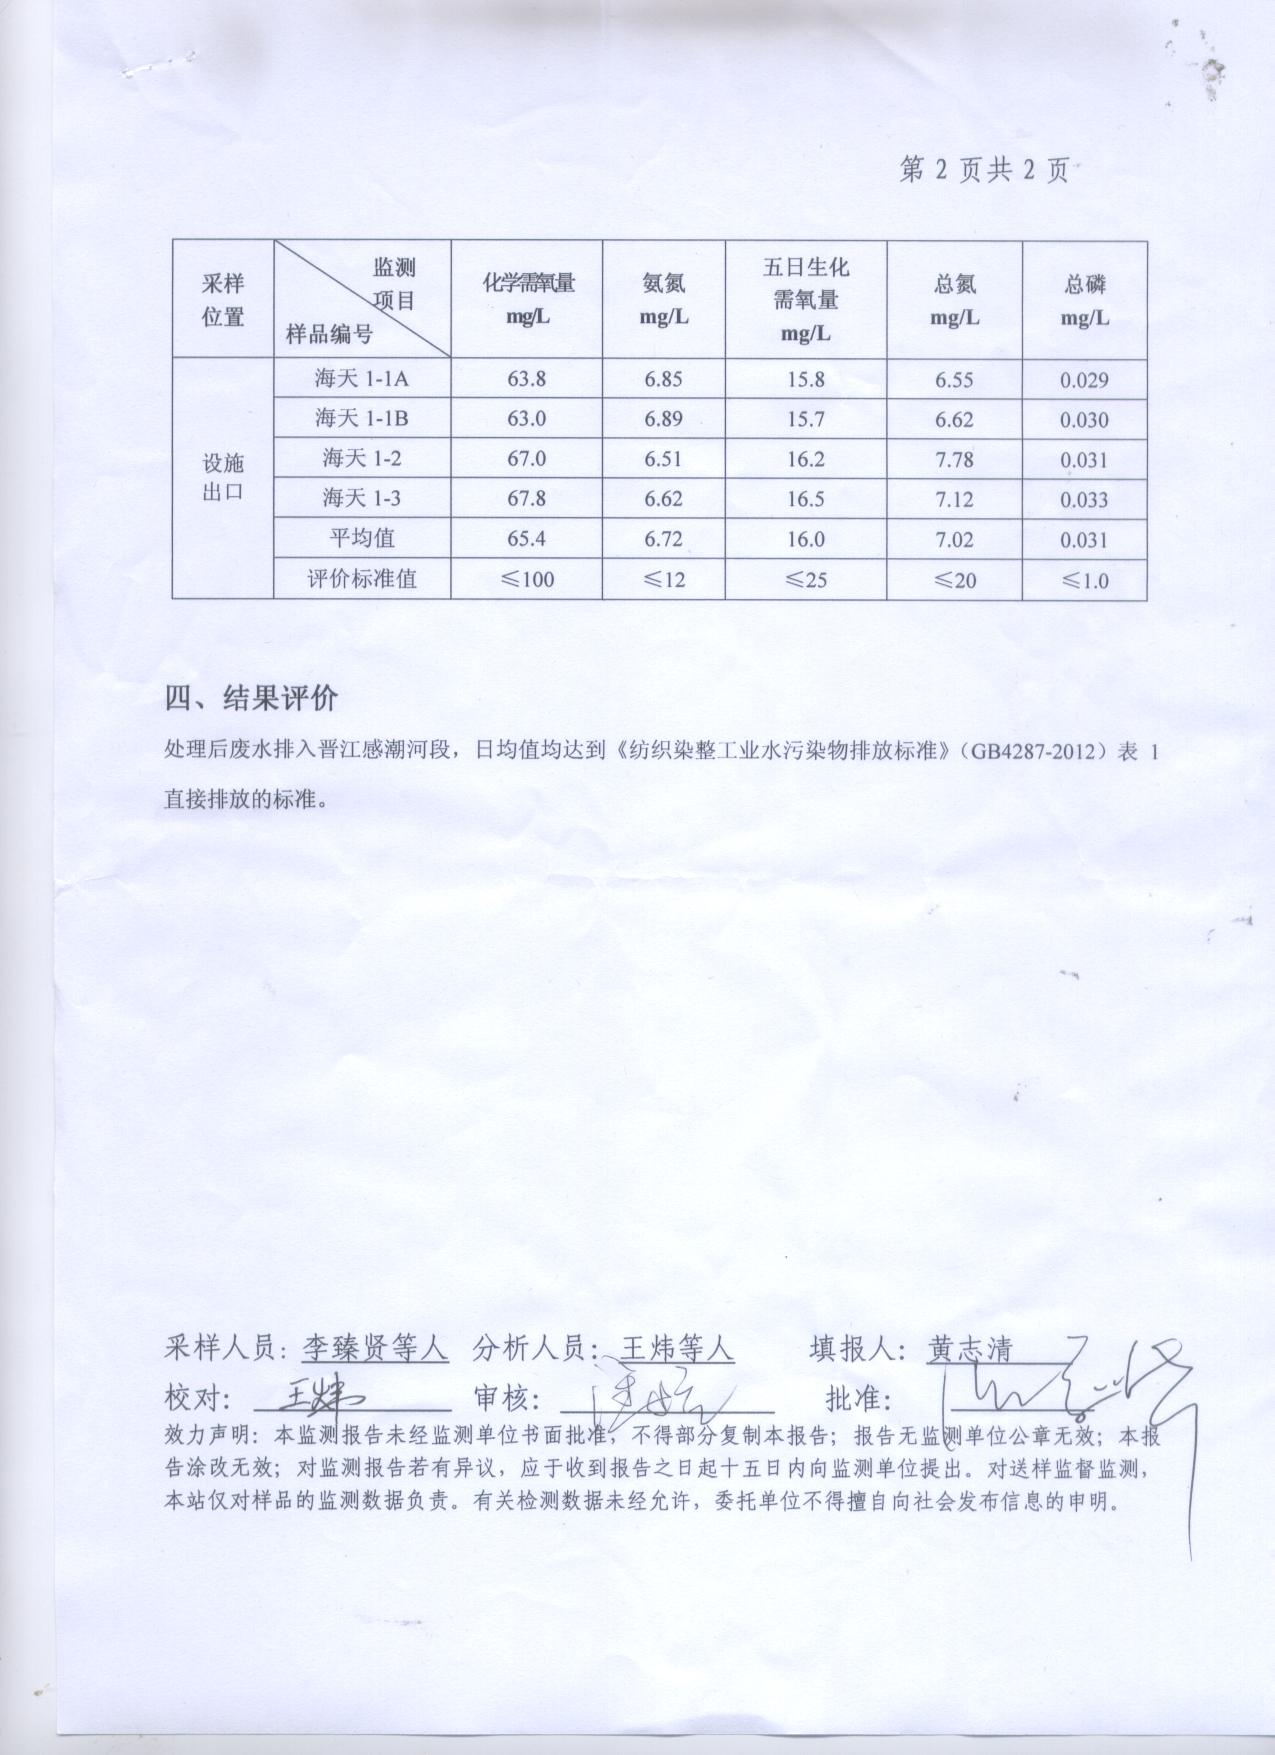 第 2 页共 2 页
采样位置 监测项目 样品编号 化学需氧量 mg/L 氨氮 mg/L 五日生化需氧量 mg/L 总氮 mg/L 总磷 mg/L
设施出口
海天 1-1A 63.8 6.85 15.8 6.55 0.029
海天 1-1B 63.0 6.89 15.7 6.62 0.030
海天 1-2 67.0 6.51 16.2 7.78 0.031
海天 1-3 67.8 6.62 16.5 7.12 0.033
平均值 65.4 6.72 16.0 7.02 0.031
评价标准值 ≤100 ≤12 ≤25 ≤20 ≤1.0
四、结果评价
处理后废水排入晋江感潮河段，日均值均达到《纺织染整工业水污染物排放标准》（GB4287-2012）表 1
直接排放的标准。
采样人员：李臻贤等人 分析人员：王炜等人 填报人：黄志清
校对：王炜 审核： 批准：
效力声明：本监测报告未经监测单位书面批准，不得部分复制本报告；报告无监测单位公章无效；本报
告涂改无效；对监测报告若有异议，应于收到报告之日起十五日内向监测单位提出。对送样监督监测，
本站仅对样品的监测数据负责。有关检测数据未经允许，委托单位不得擅自向社会发布信息的申明。